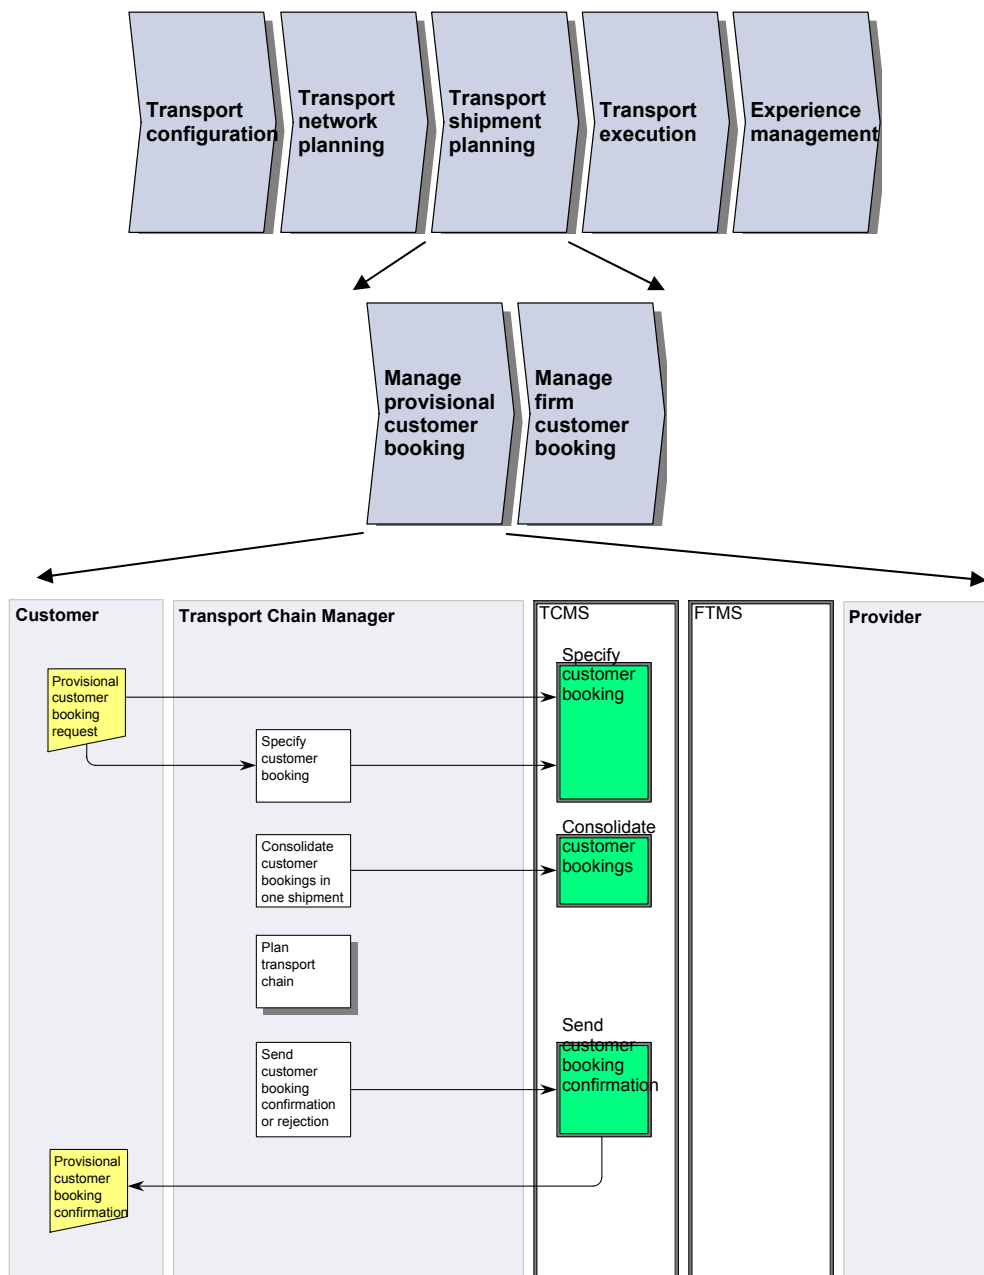 Transport
configuration
Transport
network
planning
Transport
shipment
planning
Transport
execution
Experience
management
Manage
provisional
customer
booking
Manage
firm
customer
booking
Customer
Transport Chain Manager
TCMS
FTMS
Provider
Provisional
customer
booking
request
Specify
customer
booking
Specify
customer
booking
Consolidate
customer
bookings in
one shipment
Consolidate
customer
bookings
Plan
transport
chain
Send
customer
booking
confirmation
or rejection
Send
customer
booking
confirmation
Provisional
customer
booking
confirmation